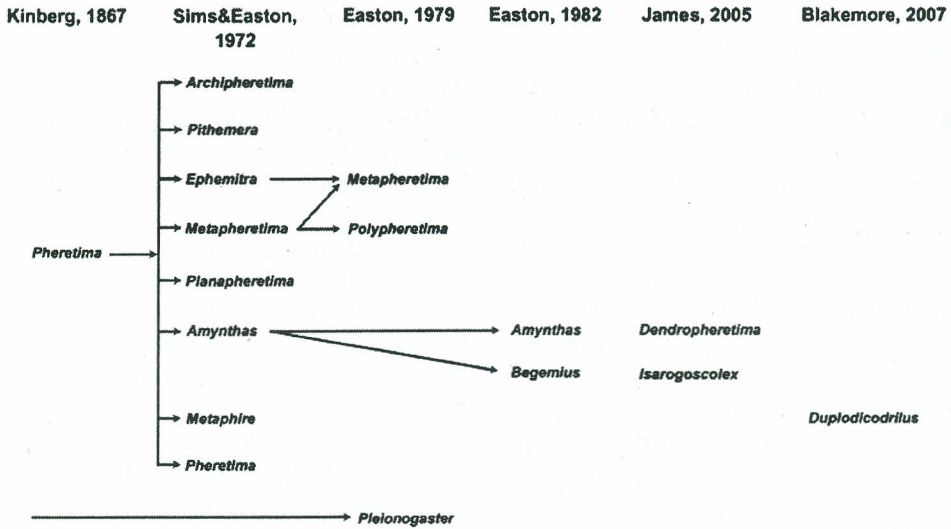 Kinberg, 1867 Sims&Easton, 1972 Easton, 1979 Easton, 1982 James, 2005 Blakemore, 2007
Archipheretima
Pithemera
Ephemitra Metapheretima
Metapheretima Polypheretima
Pheretima
Planapheretima
Amynthas Amynthas Dendropheretima
Begemius Isarogoscolex
Metaphire Duplodicodrilus
Pheretima
Pleionogaster